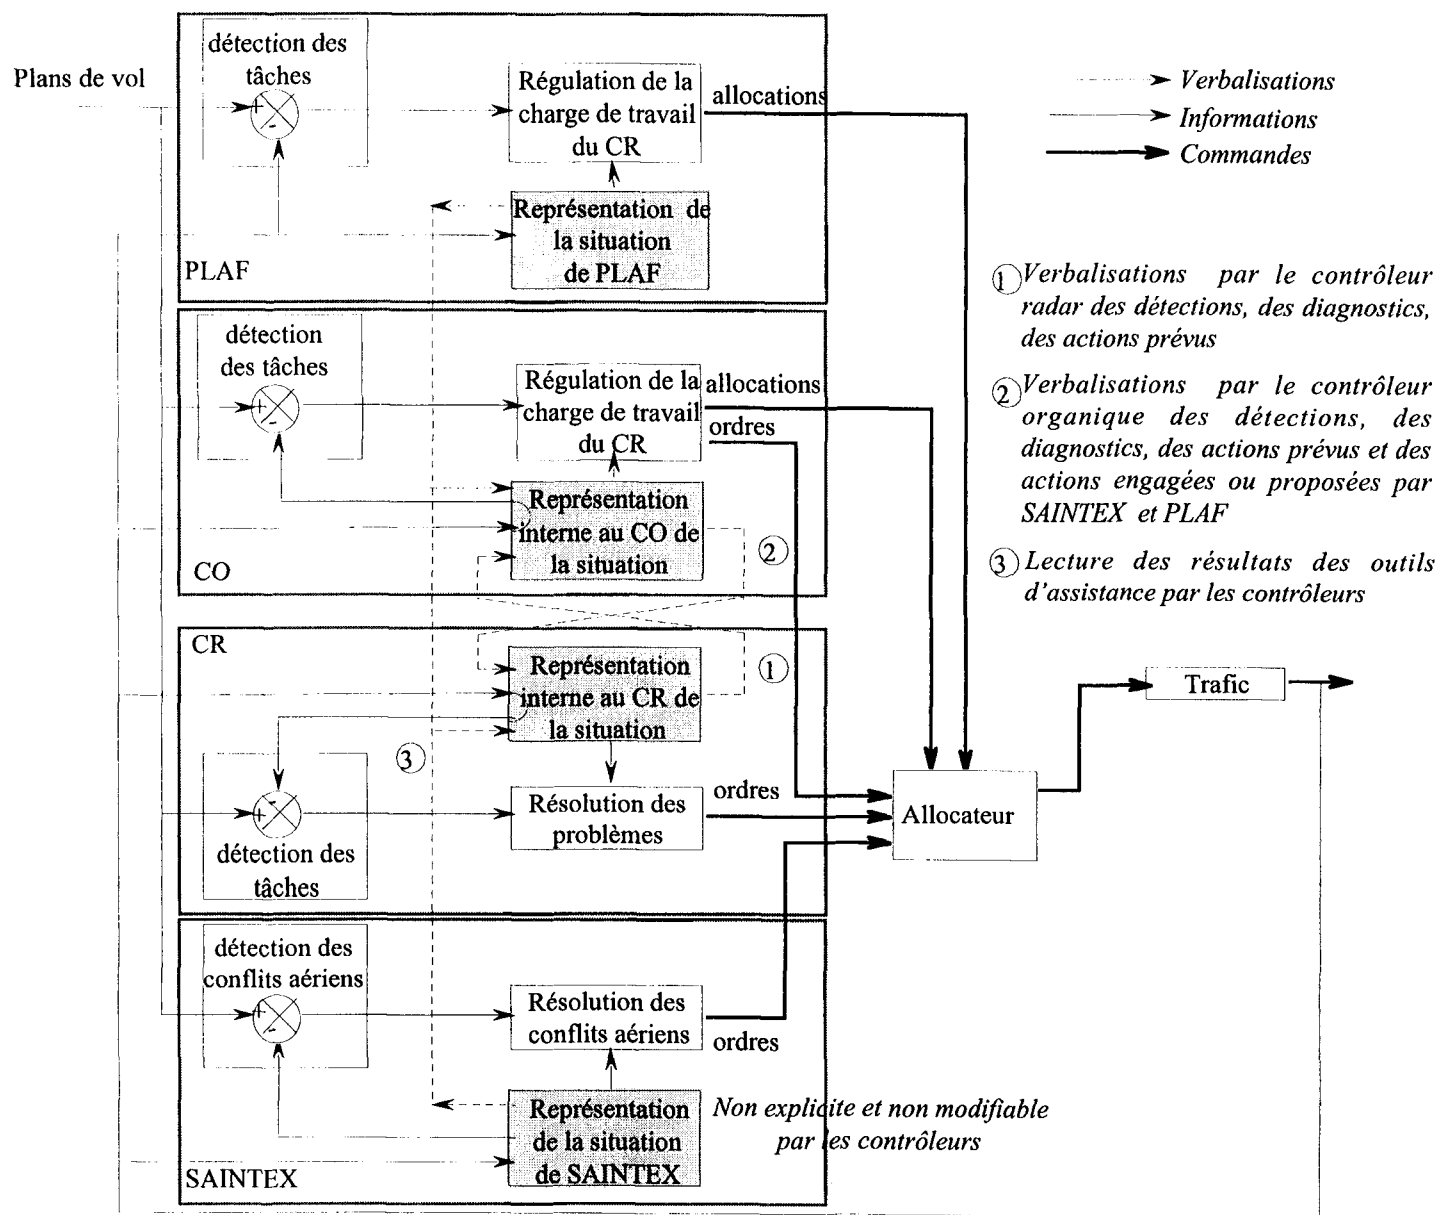 Plans de vol
détection des
tâches
+
-
Régulation de la
charge de travail
du CR
allocations
Représentation de
la situation
de PLAF
PLAF
Verbalisations
Informations
Commandes
détection
des tâches
+
-
Régulation de la
charge de travail
du CR
allocations
ordres
Représentation
interne au CO de
la situation
CO
2
1 Verbalisations par le contrôleur
radar des détections, des diagnostics,
des actions prévus
2 Verbalisations par le contrôleur
organique des détections, des
diagnostics, des actions prévus et des
actions engagées ou proposées par
SAINTEX et PLAF
3 Lecture des résultats des outils
d'assistance par les contrôleurs
CR
Représentation
interne au CR de
la situation
1
3
-
+
détection des
tâches
Résolution des
problèmes
ordres
Allocateur
Trafic
détection des
conflits aériens
+
-
Résolution des
conflits aériens
ordres
Représentation
de la situation
de SAINTEX
SAINTEX
Non explicite et non modifiable
par les contrôleurs